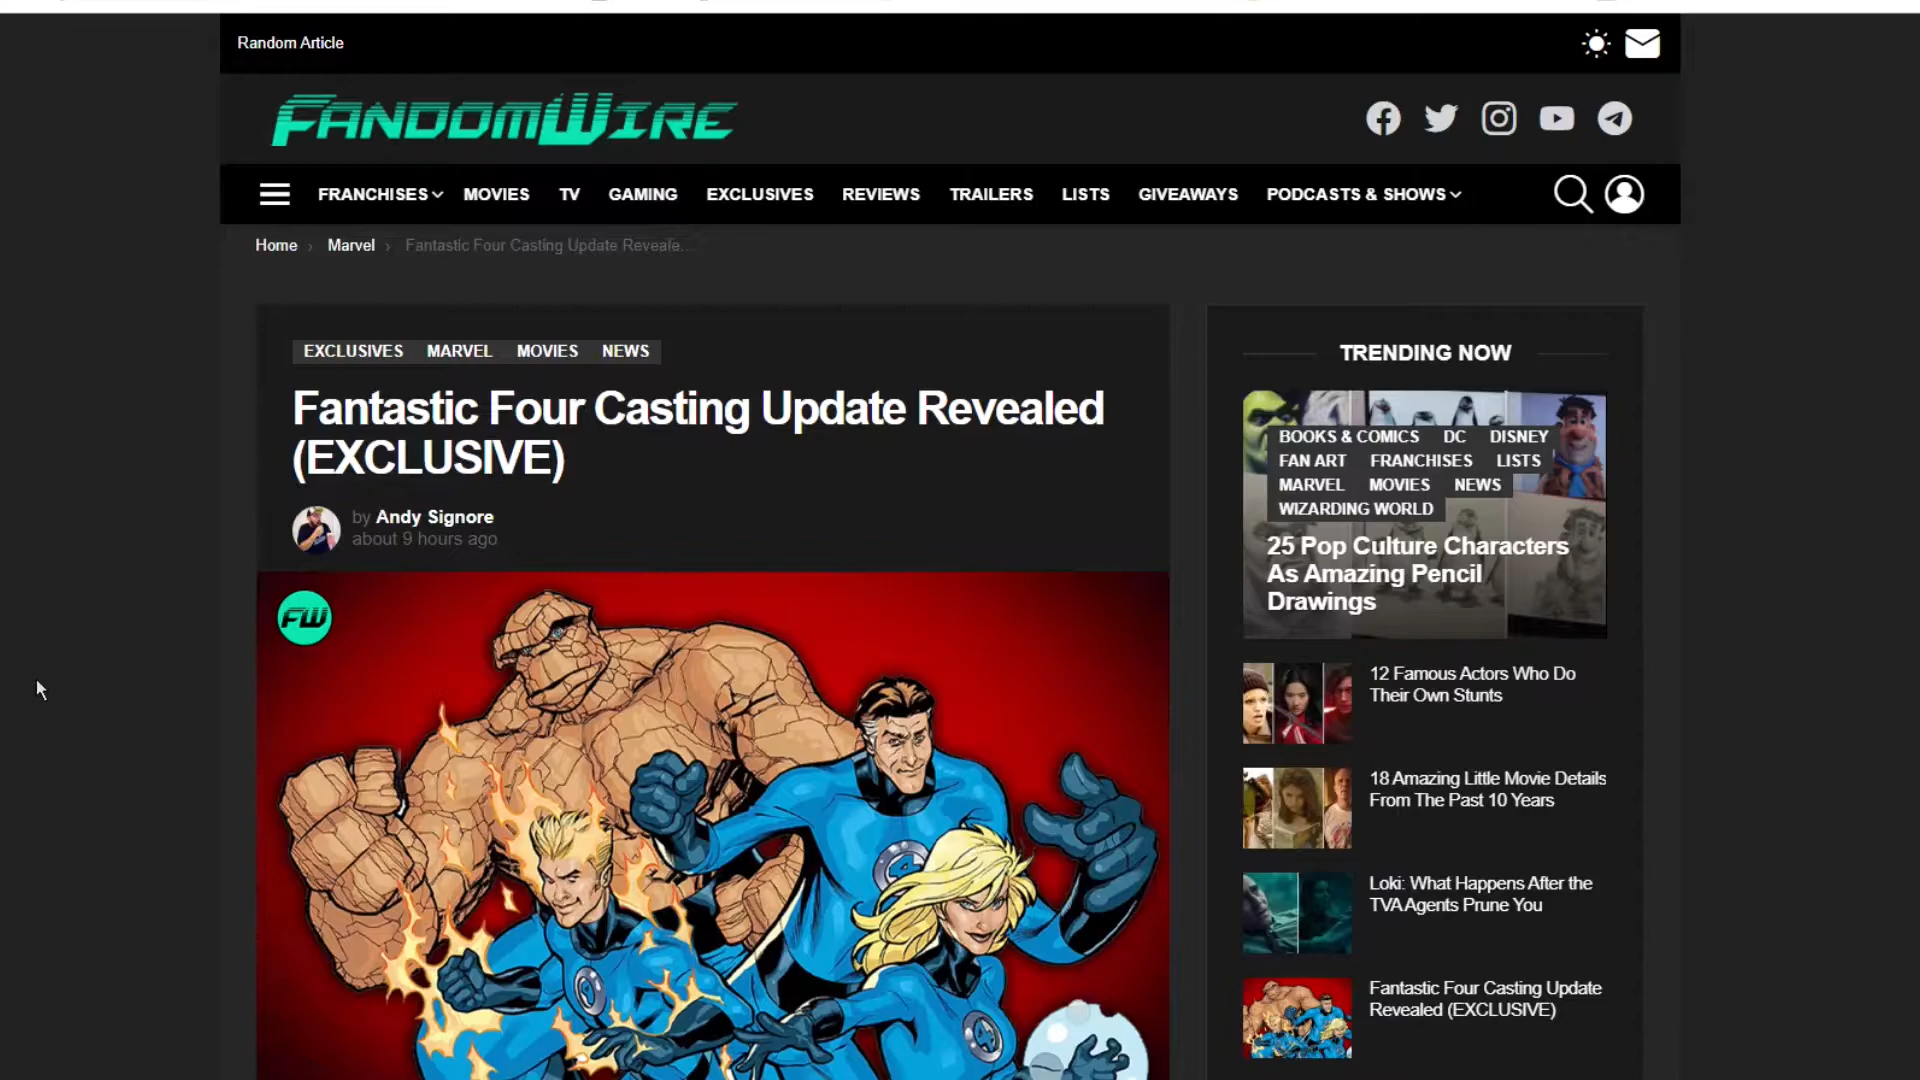 Random Article
FANDOMWIRE
FRANCHISES MOVIES TV GAMING EXCLUSIVES REVIEWS TRAILERS LISTS GIVEAWAYS PODCASTS & SHOWS
Home › Marvel › Fantastic Four Casting Update Reveale...
EXCLUSIVES MARVEL MOVIES NEWS
Fantastic Four Casting Update Revealed
(EXCLUSIVE)
by Andy Signore
about 9 hours ago
FW
4
TRENDING NOW
BOOKS & COMICS DC DISNEY
FAN ART FRANCHISES LISTS
MARVEL MOVIES NEWS
WIZARDING WORLD
25 Pop Culture Characters
As Amazing Pencil
Drawings
12 Famous Actors Who Do
Their Own Stunts
18 Amazing Little Movie Details
From The Past 10 Years
Loki: What Happens After the
TVA Agents Prune You
Fantastic Four Casting Update
Revealed (EXCLUSIVE)